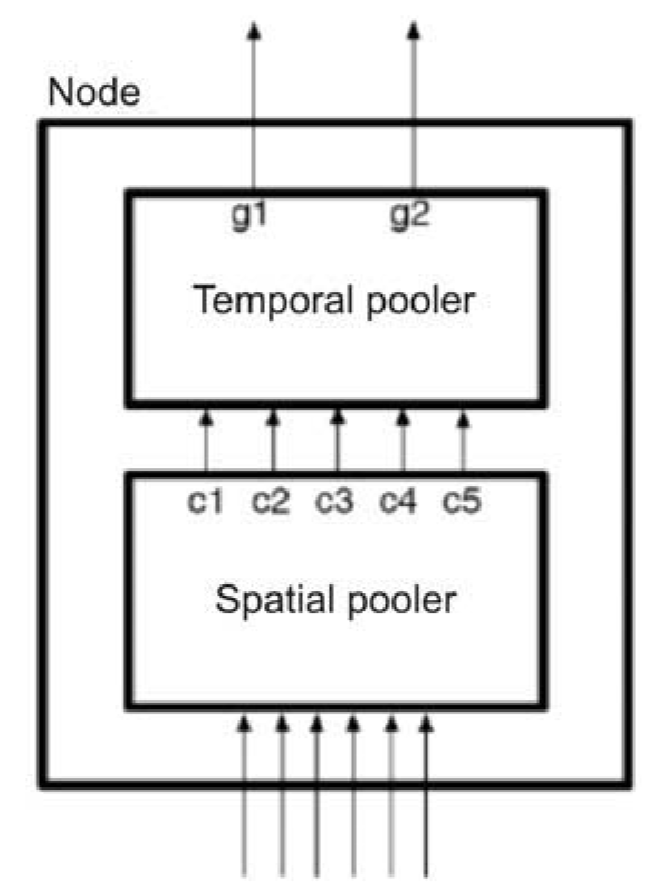 Node
g1 g2
Temporal pooler
c1 c2 c3 c4 c5
Spatial pooler